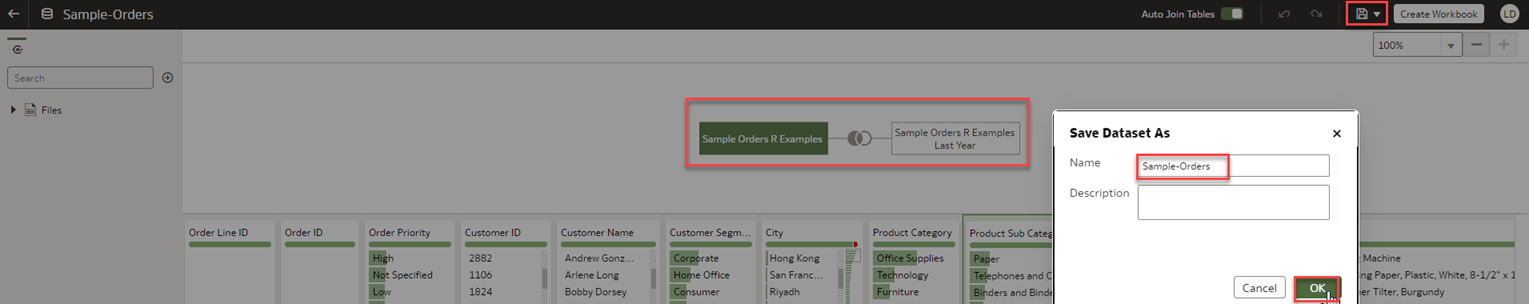 Sample-Orders
Auto Join Tables
Create Workbook
LD
100%
Search
Files
Sample Orders R Examples
Sample Orders R Examples
Last Year
Save Dataset As
Name
Sample-Orders
Description
Cancel
OK
Order Line ID
Order ID
Order Priority
High
Not Specified
Low
Customer ID
2882
1106
1824
Customer Name
Andrew Gonz...
Arlene Long
Bobby Dorsey
Customer Segm...
Corporate
Home Office
Consumer
City
Hong Kong
San Franc...
Riyadh
Product Category
Office Supplies
Technology
Furniture
Product Sub Categ
Paper
Telephones and C
Binders and Binder
Machine
ing Paper, Plastic, White, 8-1/2" x 1
er Tilter, Burgundy